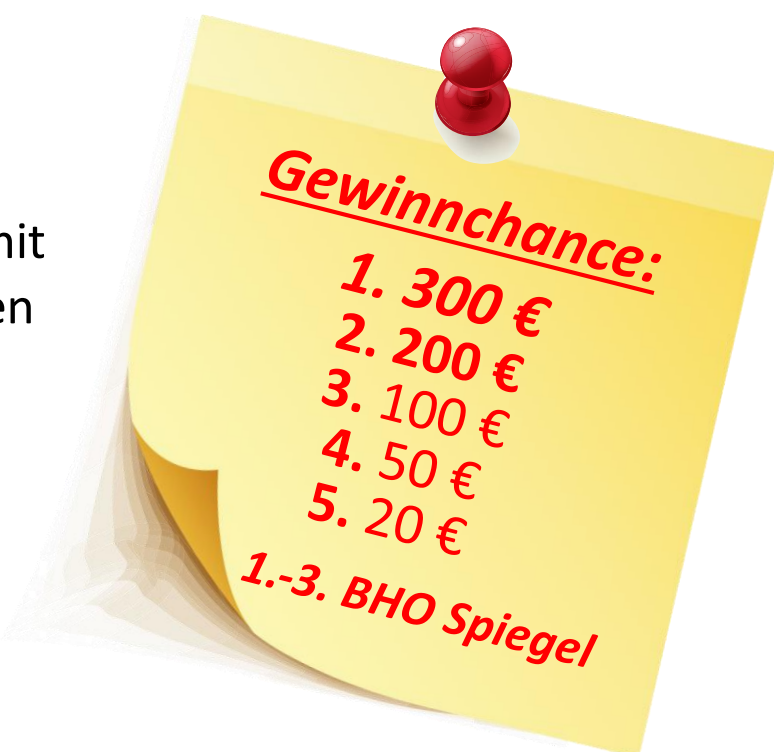 nit
en
Gewinnchance:
1. 300 €
2. 200 €
3. 100 €
4. 50 €
5. 20 €
1.-3. BHO Spiegel